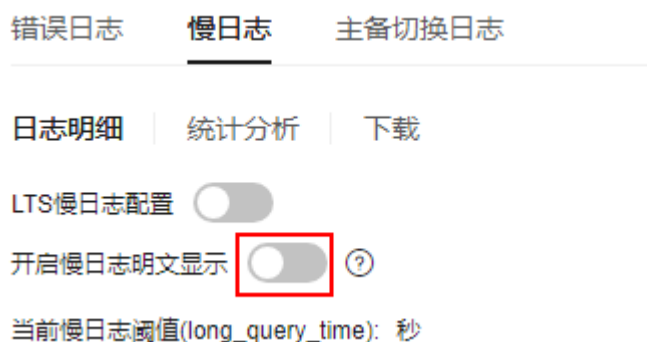 错误日志 慢日志 主备切换日志
日志明细 统计分析 下载
LTS慢日志配置
开启慢日志明文显示 ?
当前慢日志阈值(long_query_time): 秒